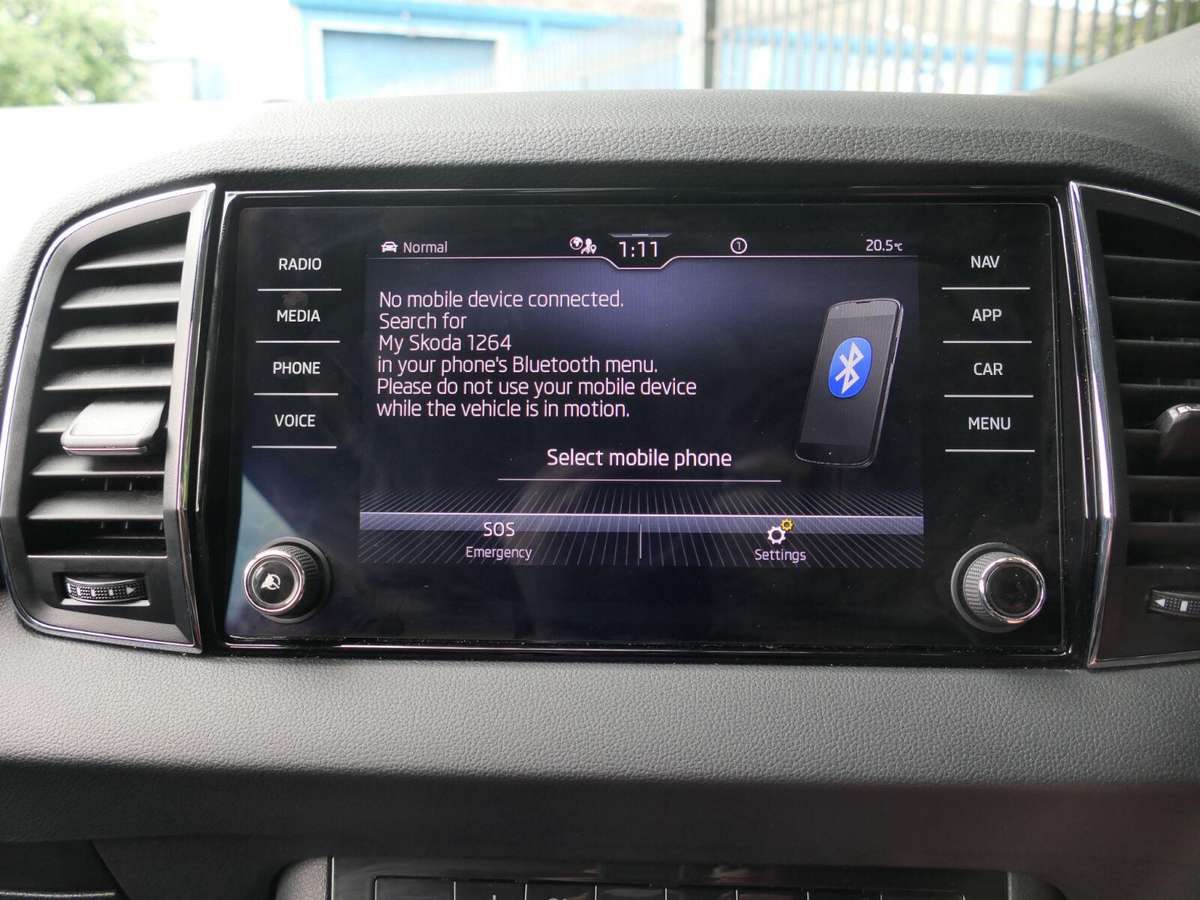 Normal
1:11
1
20.5°C
RADIO
MEDIA
PHONE
VOICE
No mobile device connected.
Search for
My Skoda 1264
in your phone's Bluetooth menu.
Please do not use your mobile device
while the vehicle is in motion.
Select mobile phone
SOS
Emergency
Settings
NAV
APP
CAR
MENU